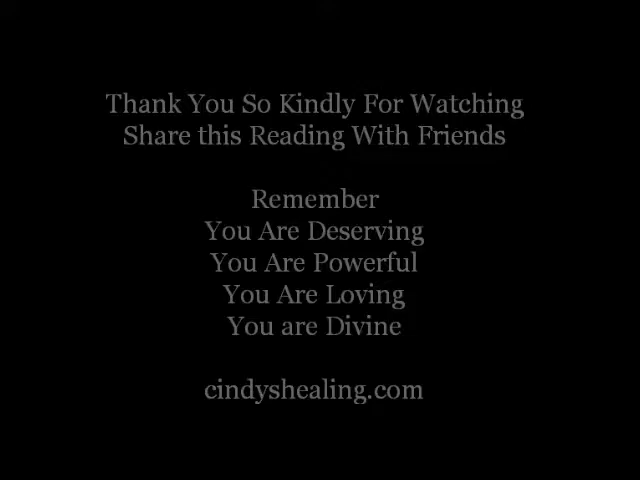 Thank You So Kindly For Watching
Share this Reading With Friends
Remember
You Are Deserving
You Are Powerful
You Are Loving
You are Divine
cindyshealing.com